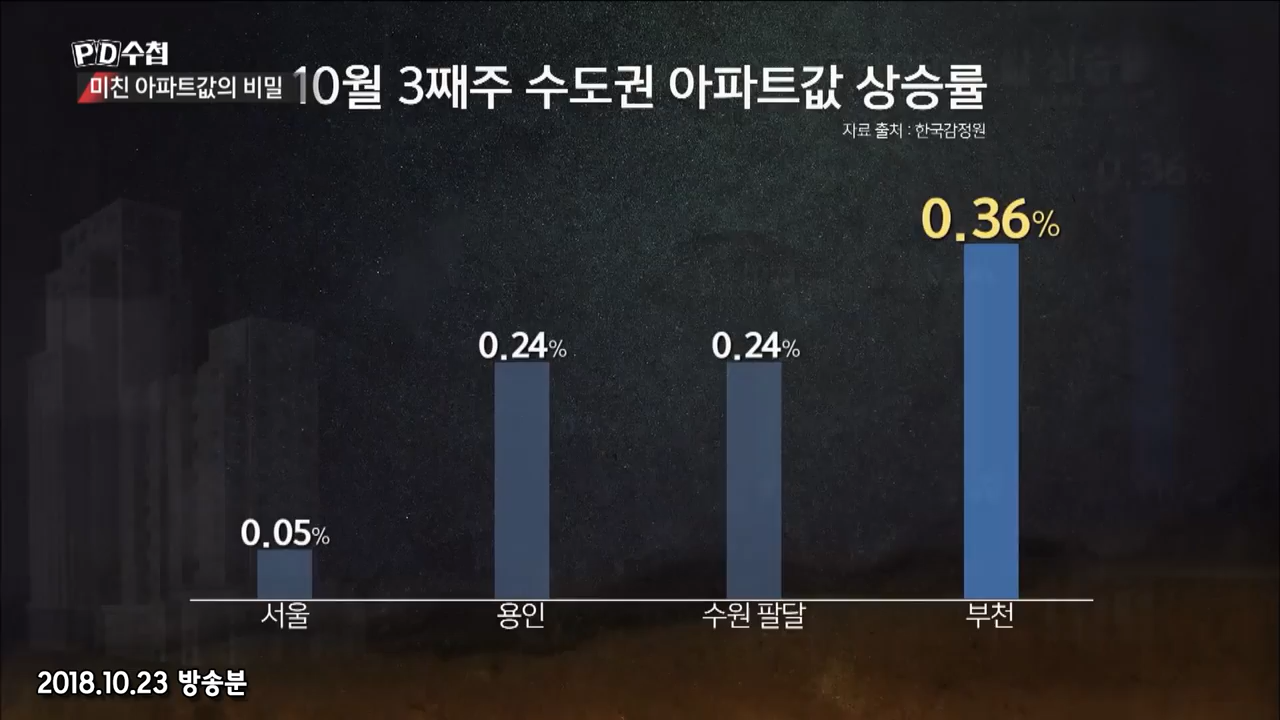 PD수첩
미친 아파트값의 비밀
10월 3째주 수도권 아파트값 상승률
자료 출처 : 한국감정원
0.36%
0.24%
0.24%
0.05%
서울
용인
수원 팔달
부천
2018.10.23 방송분